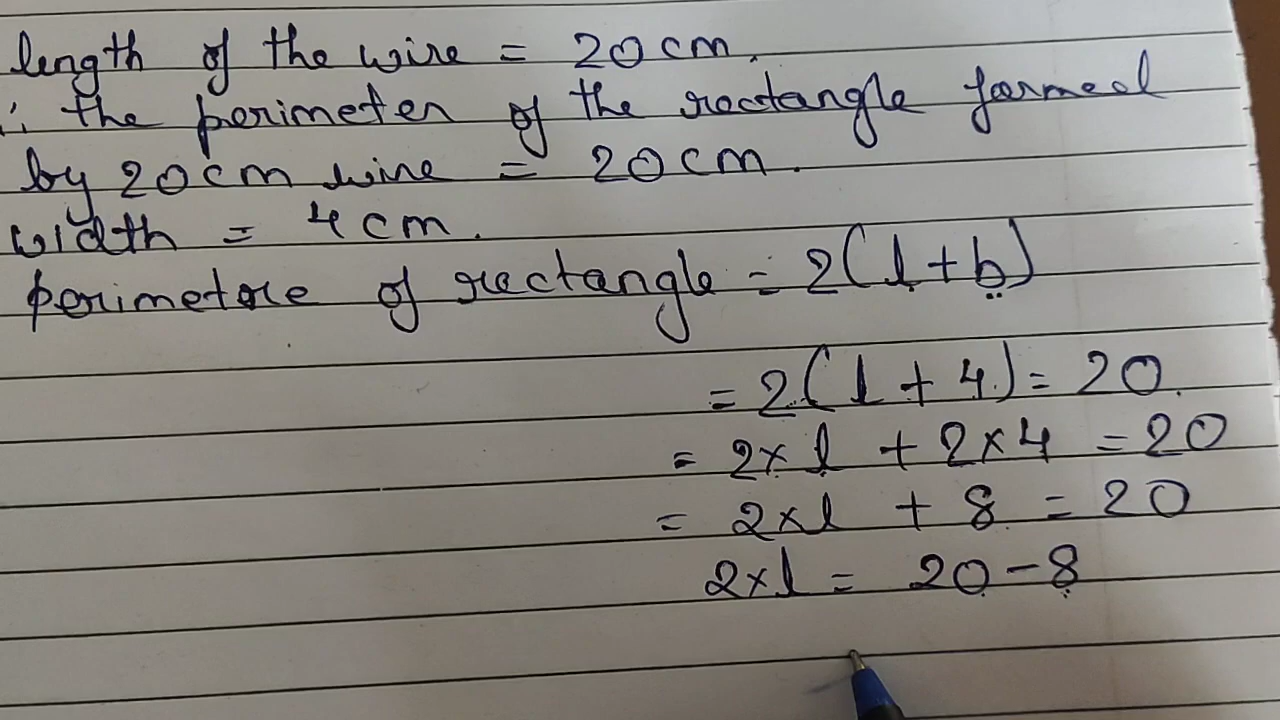 length of the wire = 20 cm.
∴ the perimeter of the rectangle formed
by 20 cm wire = 20 cm.
width = 4 cm.
perimetore of rectangle = 2(l + b)
= 2(l + 4) = 20.
= 2 × l + 2 × 4 = 20
= 2 × l + 8 = 20
2 × l = 20 - 8